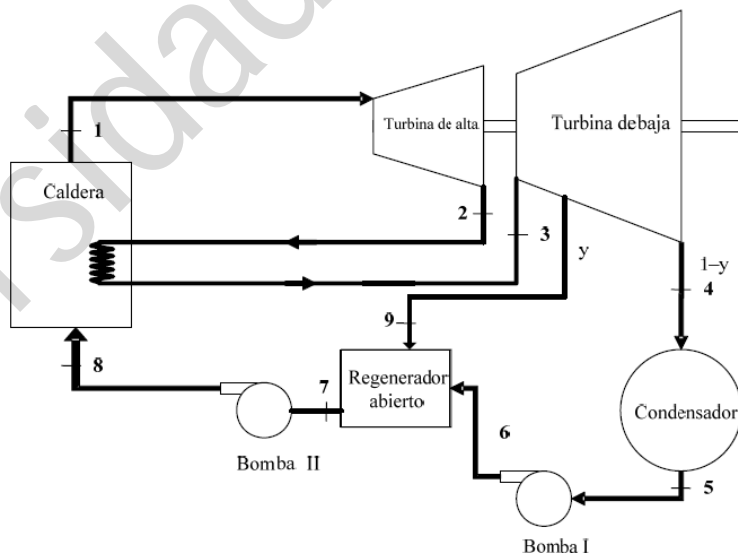 1
Turbina de alta
Turbina debaja
Caldera
2
3
y
1–y
4
9
8
7
Regenerador
abierto
6
Condensador
Bomba II
5
Bomba I